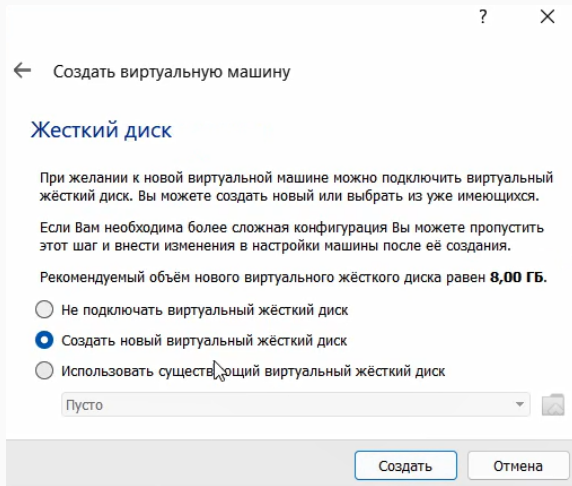 ?
Создать виртуальную машину
Жесткий диск
При желании к новой виртуальной машине можно подключить виртуальный
жёсткий диск. Вы можете создать новый или выбрать из уже имеющихся.
Если Вам необходима более сложная конфигурация Вы можете пропустить
этот шаг и внести изменения в настройки машины после её создания.
Рекомендуемый объём нового виртуального жёсткого диска равен 8,00 ГБ.
Не подключать виртуальный жёсткий диск
Создать новый виртуальный жёсткий диск
Использовать существующий виртуальный жёсткий диск
Пусто
Создать
Отмена